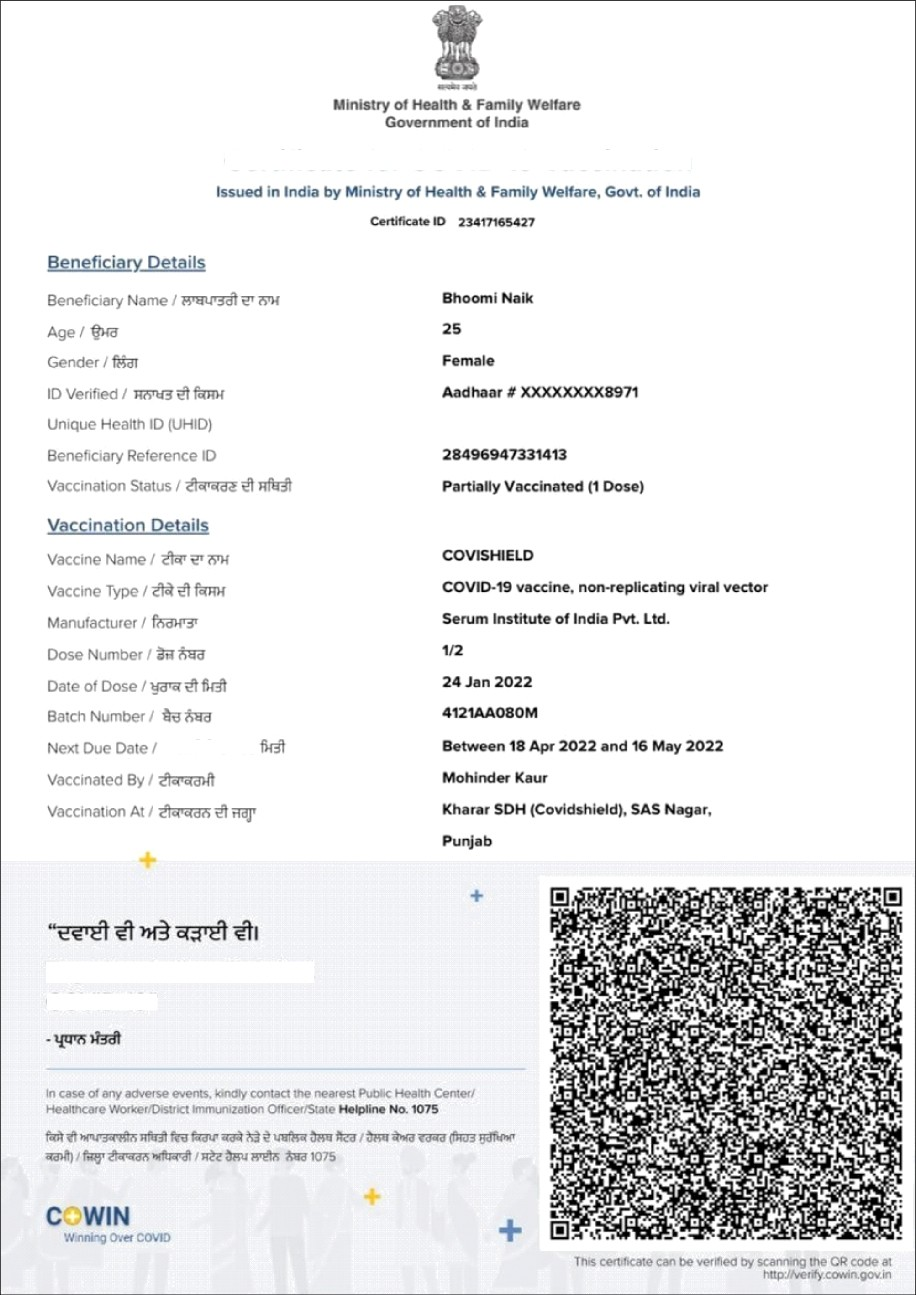 सत्यमेव जयते
Ministry of Health & Family Welfare
Government of India
Issued in India by Ministry of Health & Family Welfare, Govt. of India
Certificate ID 23417165427
Beneficiary Details
Beneficiary Name / ਲਾਬਪਾਤਰੀ ਦਾ ਨਾਮ Bhoomi Naik
Age / ਉਮਰ 25
Gender / ਲਿੰਗ Female
ID Verified / ਸਨਾਖਤ ਦੀ ਕਿਸਮ Aadhaar # XXXXXXXX8971
Unique Health ID (UHID)
Beneficiary Reference ID 28496947331413
Vaccination Status / ਟੀਕਾਕਰਣ ਦੀ ਸਥਿਤੀ Partially Vaccinated (1 Dose)
Vaccination Details
Vaccine Name / ਟੀਕਾ ਦਾ ਨਾਮ COVISHIELD
Vaccine Type / ਟੀਕੇ ਦੀ ਕਿਸਮ COVID-19 vaccine, non-replicating viral vector
Manufacturer / ਨਿਰਮਾਤਾ Serum Institute of India Pvt. Ltd.
Dose Number / ਡੋਜ਼ ਨੰਬਰ 1/2
Date of Dose / ਖੁਰਾਕ ਦੀ ਮਿਤੀ 24 Jan 2022
Batch Number / ਬੈਚ ਨੰਬਰ 4121AA080M
Next Due Date / ਮਿਤੀ Between 18 Apr 2022 and 16 May 2022
Vaccinated By / ਟੀਕਾਕਰਮੀ Mohinder Kaur
Vaccination At / ਟੀਕਾਕਰਨ ਦੀ ਜਗ੍ਹਾ Kharar SDH (Covidshield), SAS Nagar,
Punjab
“ਦਵਾਈ ਵੀ ਅਤੇ ਕੜਾਈ ਵੀ।
- ਪ੍ਰਧਾਨ ਮੰਤਰੀ
In case of any adverse events, kindly contact the nearest Public Health Center/
Healthcare Worker/District Immunization Officer/State Helpline No. 1075
ਕਿਸੇ ਵੀ ਆਪਾਤਕਾਲੀਨ ਸਥਿਤੀ ਵਿਚ ਕਿਰਪਾ ਕਰਕੇ ਨੇੜੇ ਦੇ ਪਬਲਿਕ ਹੈਲਥ ਸੈਂਟਰ / ਹੈਲਥ ਕੇਅਰ ਵਰਕਰ (ਸਿਹਤ ਸੁਰੱਖਿਆ
ਕਰਮੀ) / ਜ਼ਿਲ੍ਹਾ ਟੀਕਾਕਰਨ ਅਧਿਕਾਰੀ / ਸਟੇਟ ਹੈਲਪ ਲਾਈਨ ਨੰਬਰ 1075
COWIN
Winning Over COVID
This certificate can be verified by scanning the QR code at
http://verify.cowin.gov.in